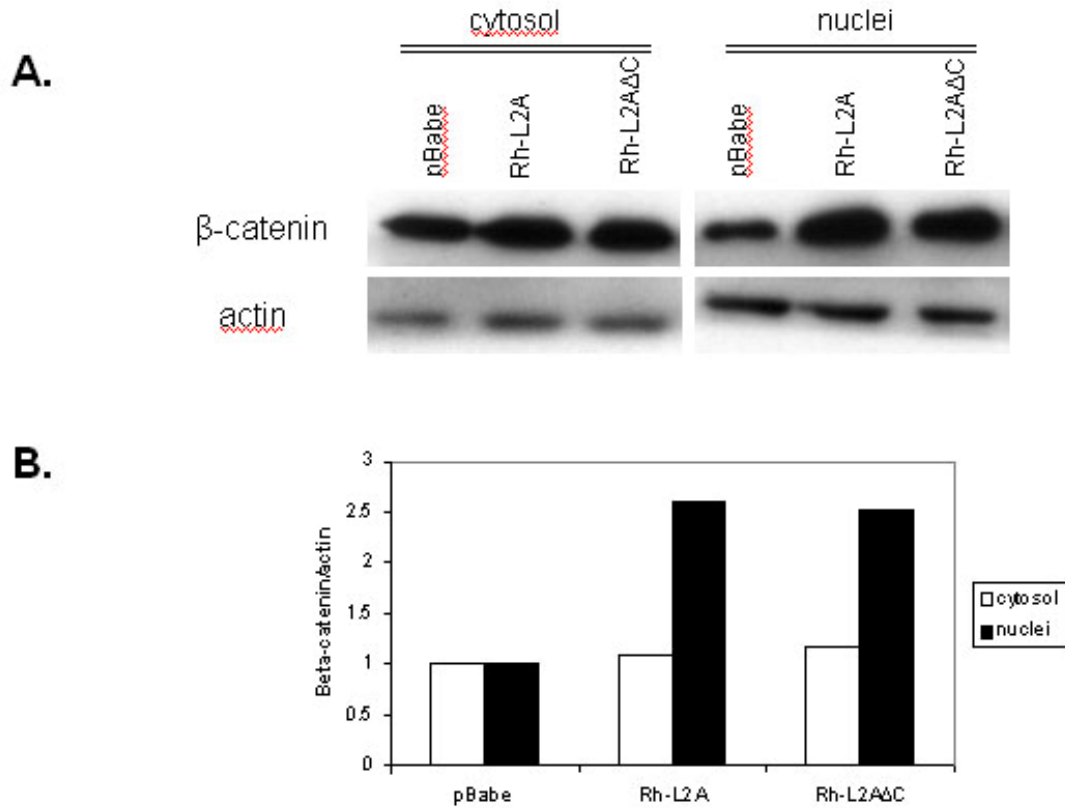 A.
cytosol nuclei
pBabe Rh-L2A Rh-L2AΔC pBabe Rh-L2A Rh-L2AΔC
β-catenin
actin
B.
Beta-catenin/actin
3
2.5
2
1.5
1
0.5
0
pBabe Rh-L2A Rh-L2AΔC
cytosol
nuclei